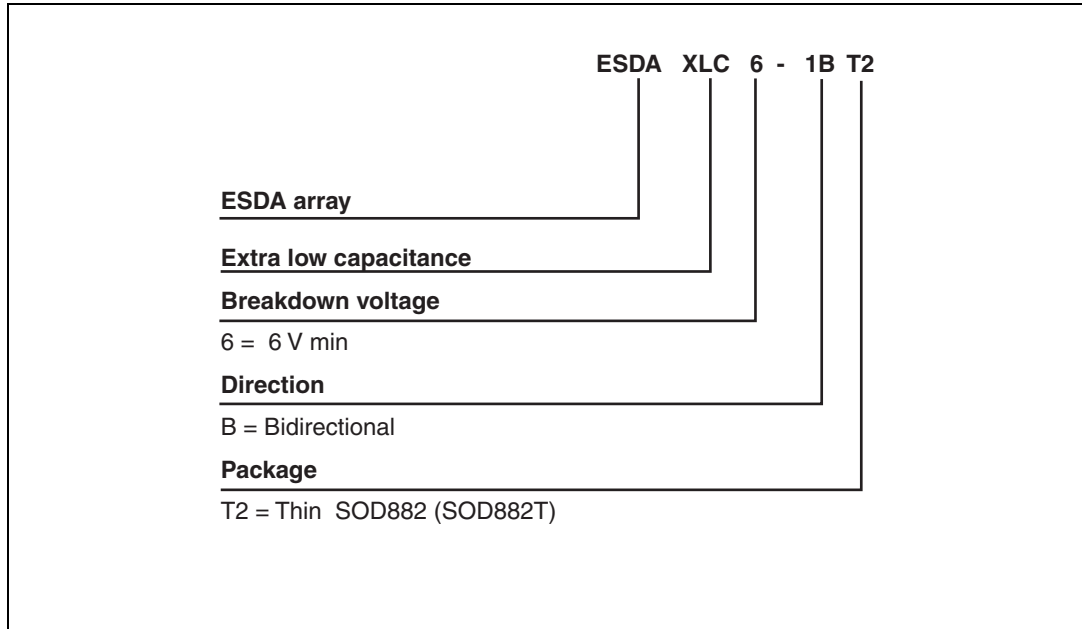 ESDA XLC 6 - 1B T2
ESDA array
Extra low capacitance
Breakdown voltage
6 = 6 V min
Direction
B = Bidirectional
Package
T2 = Thin SOD882 (SOD882T)